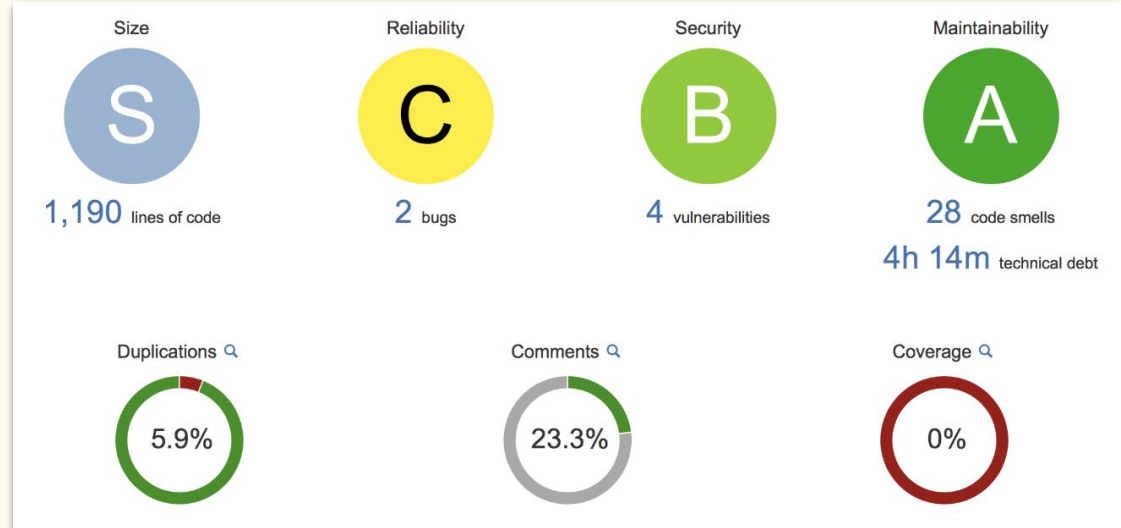 Size Reliability Security Maintainability
S C B A
1,190 lines of code 2 bugs 4 vulnerabilities 28 code smells
4h 14m technical debt
Duplications Comments Coverage
5.9% 23.3% 0%